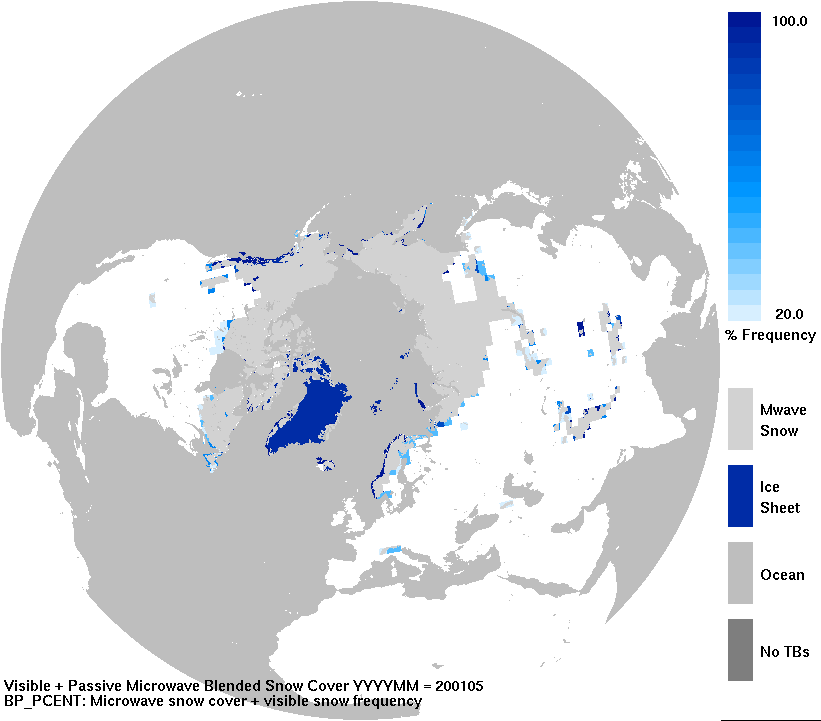 100.0
20.0
% Frequency
Mwave
Snow
Ice
Sheet
Ocean
No TBs
Visible + Passive Microwave Blended Snow Cover YYYYMM = 200105
BP_PCENT: Microwave snow cover + visible snow frequency